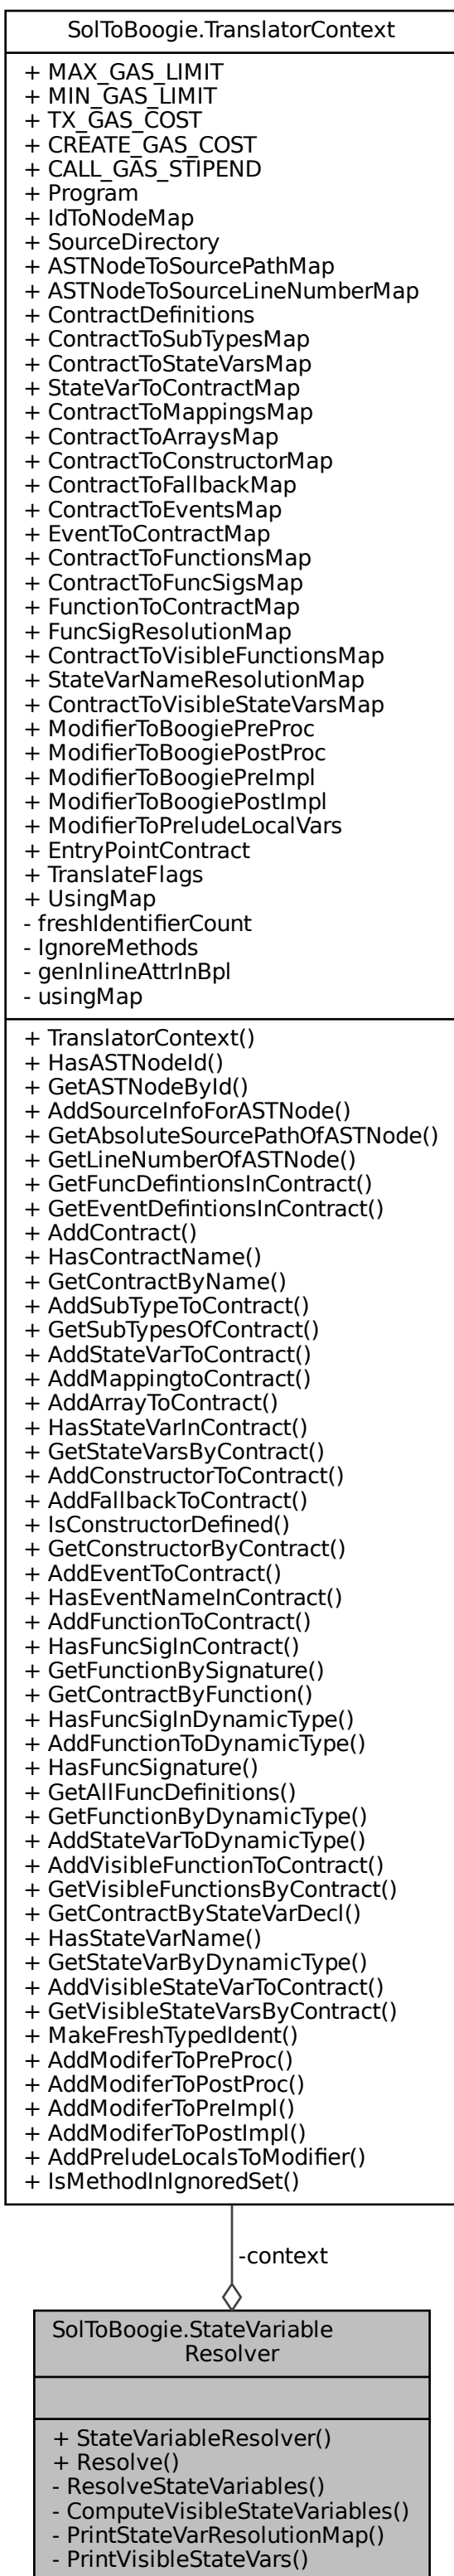 SolToBoogie.TranslatorContext
+ MAX_GAS_LIMIT
+ MIN_GAS_LIMIT
+ TX_GAS_COST
+ CREATE_GAS_COST
+ CALL_GAS_STIPEND
+ Program
+ IdToNodeMap
+ SourceDirectory
+ ASTNodeToSourcePathMap
+ ASTNodeToSourceLineNumberMap
+ ContractDefinitions
+ ContractToSubTypesMap
+ ContractToStateVarsMap
+ StateVarToContractMap
+ ContractToMappingsMap
+ ContractToArraysMap
+ ContractToConstructorMap
+ ContractToFallbackMap
+ ContractToEventsMap
+ EventToContractMap
+ ContractToFunctionsMap
+ ContractToFuncSigsMap
+ FunctionToContractMap
+ FuncSigResolutionMap
+ ContractToVisibleFunctionsMap
+ StateVarNameResolutionMap
+ ContractToVisibleStateVarsMap
+ ModifierToBoogiePreProc
+ ModifierToBoogiePostProc
+ ModifierToBoogiePreImpl
+ ModifierToBoogiePostImpl
+ ModifierToPreludeLocalVars
+ EntryPointContract
+ TranslateFlags
+ UsingMap
- freshIdentifierCount
- IgnoreMethods
- genInlineAttrInBpl
- usingMap
+ TranslatorContext()
+ HasASTNodeId()
+ GetASTNodeById()
+ AddSourceInfoForASTNode()
+ GetAbsoluteSourcePathOfASTNode()
+ GetLineNumberOfASTNode()
+ GetFuncDefintionsInContract()
+ GetEventDefintionsInContract()
+ AddContract()
+ HasContractName()
+ GetContractByName()
+ AddSubTypeToContract()
+ GetSubTypesOfContract()
+ AddStateVarToContract()
+ AddMappingtoContract()
+ AddArrayToContract()
+ HasStateVarInContract()
+ GetStateVarsByContract()
+ AddConstructorToContract()
+ AddFallbackToContract()
+ IsConstructorDefined()
+ GetConstructorByContract()
+ AddEventToContract()
+ HasEventNameInContract()
+ AddFunctionToContract()
+ HasFuncSigInContract()
+ GetFunctionBySignature()
+ GetContractByFunction()
+ HasFuncSigInDynamicType()
+ AddFunctionToDynamicType()
+ HasFuncSignature()
+ GetAllFuncDefinitions()
+ GetFunctionByDynamicType()
+ AddStateVarToDynamicType()
+ AddVisibleFunctionToContract()
+ GetVisibleFunctionsByContract()
+ GetContractByStateVarDecl()
+ HasStateVarName()
+ GetStateVarByDynamicType()
+ AddVisibleStateVarToContract()
+ GetVisibleStateVarsByContract()
+ MakeFreshTypedIdent()
+ AddModiferToPreProc()
+ AddModiferToPostProc()
+ AddModiferToPreImpl()
+ AddModiferToPostImpl()
+ AddPreludeLocalsToModifier()
+ IsMethodInIgnoredSet()
-context
SolToBoogie.StateVariable
Resolver
+ StateVariableResolver()
+ Resolve()
- ResolveStateVariables()
- ComputeVisibleStateVariables()
- PrintStateVarResolutionMap()
- PrintVisibleStateVars()